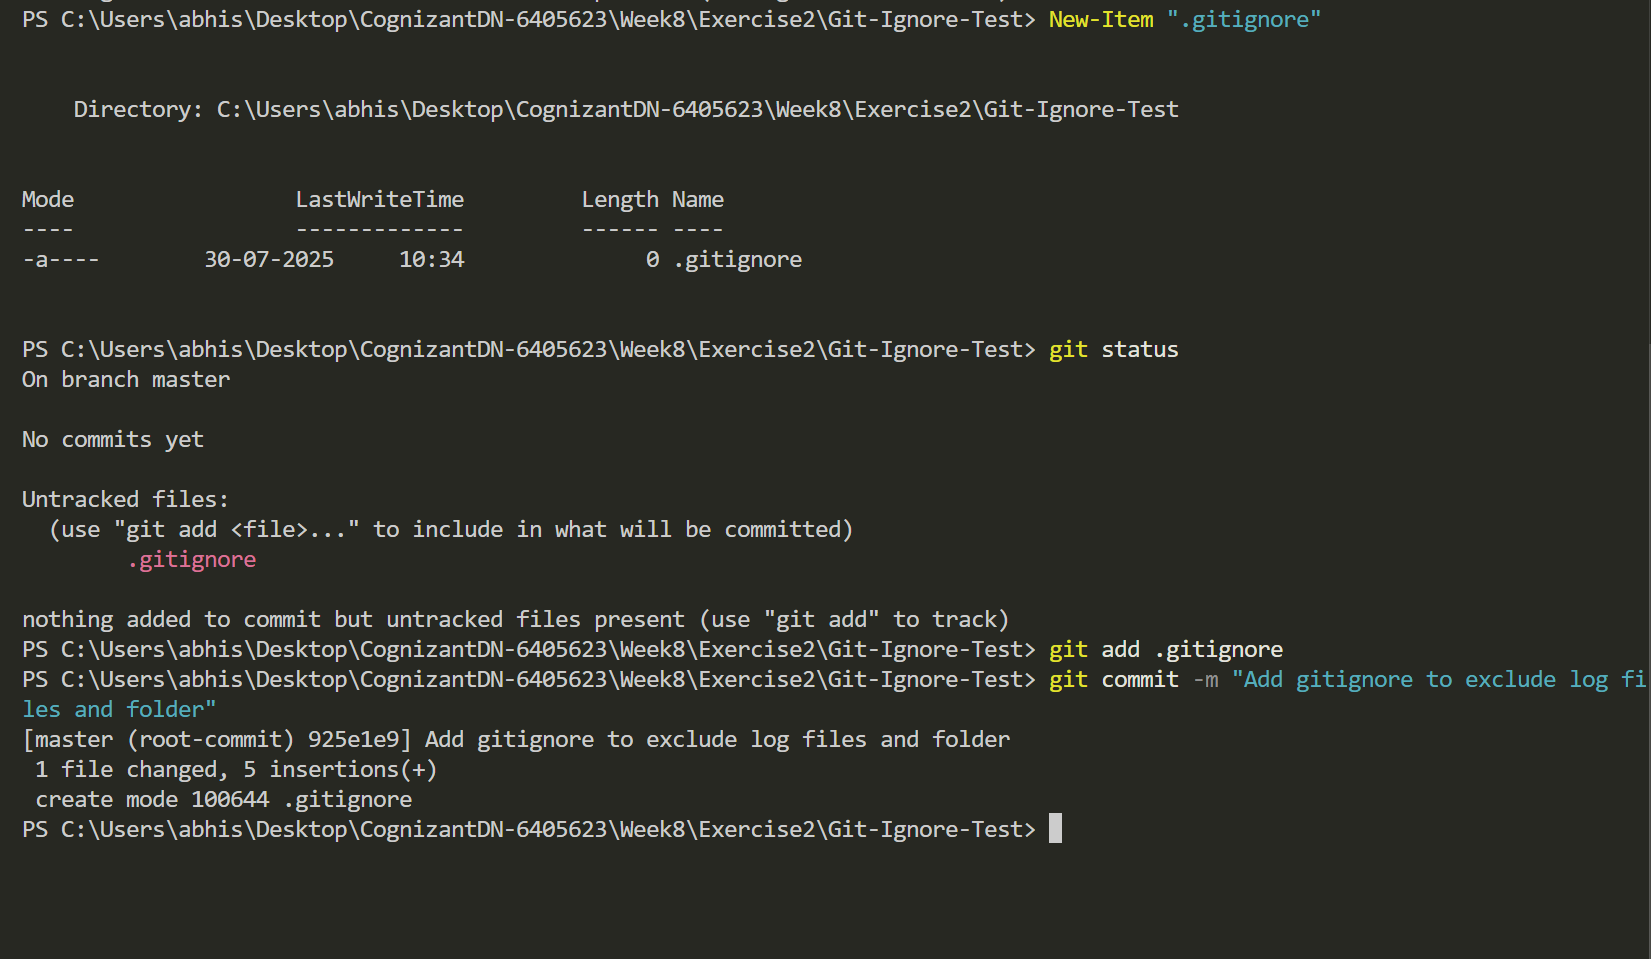 PS C:\Users\abhis\Desktop\CognizantDN-6405623\Week8\Exercise2\Git-Ignore-Test> New-Item ".gitignore"
Directory: C:\Users\abhis\Desktop\CognizantDN-6405623\Week8\Exercise2\Git-Ignore-Test
Mode                 LastWriteTime         Length Name
----                 -------------         ------ ----
-a----        30-07-2025     10:34              0 .gitignore
PS C:\Users\abhis\Desktop\CognizantDN-6405623\Week8\Exercise2\Git-Ignore-Test> git status
On branch master
No commits yet
Untracked files:
  (use "git add <file>..." to include in what will be committed)
        .gitignore
nothing added to commit but untracked files present (use "git add" to track)
PS C:\Users\abhis\Desktop\CognizantDN-6405623\Week8\Exercise2\Git-Ignore-Test> git add .gitignore
PS C:\Users\abhis\Desktop\CognizantDN-6405623\Week8\Exercise2\Git-Ignore-Test> git commit -m "Add gitignore to exclude log fi
les and folder"
[master (root-commit) 925e1e9] Add gitignore to exclude log files and folder
 1 file changed, 5 insertions(+)
 create mode 100644 .gitignore
PS C:\Users\abhis\Desktop\CognizantDN-6405623\Week8\Exercise2\Git-Ignore-Test>